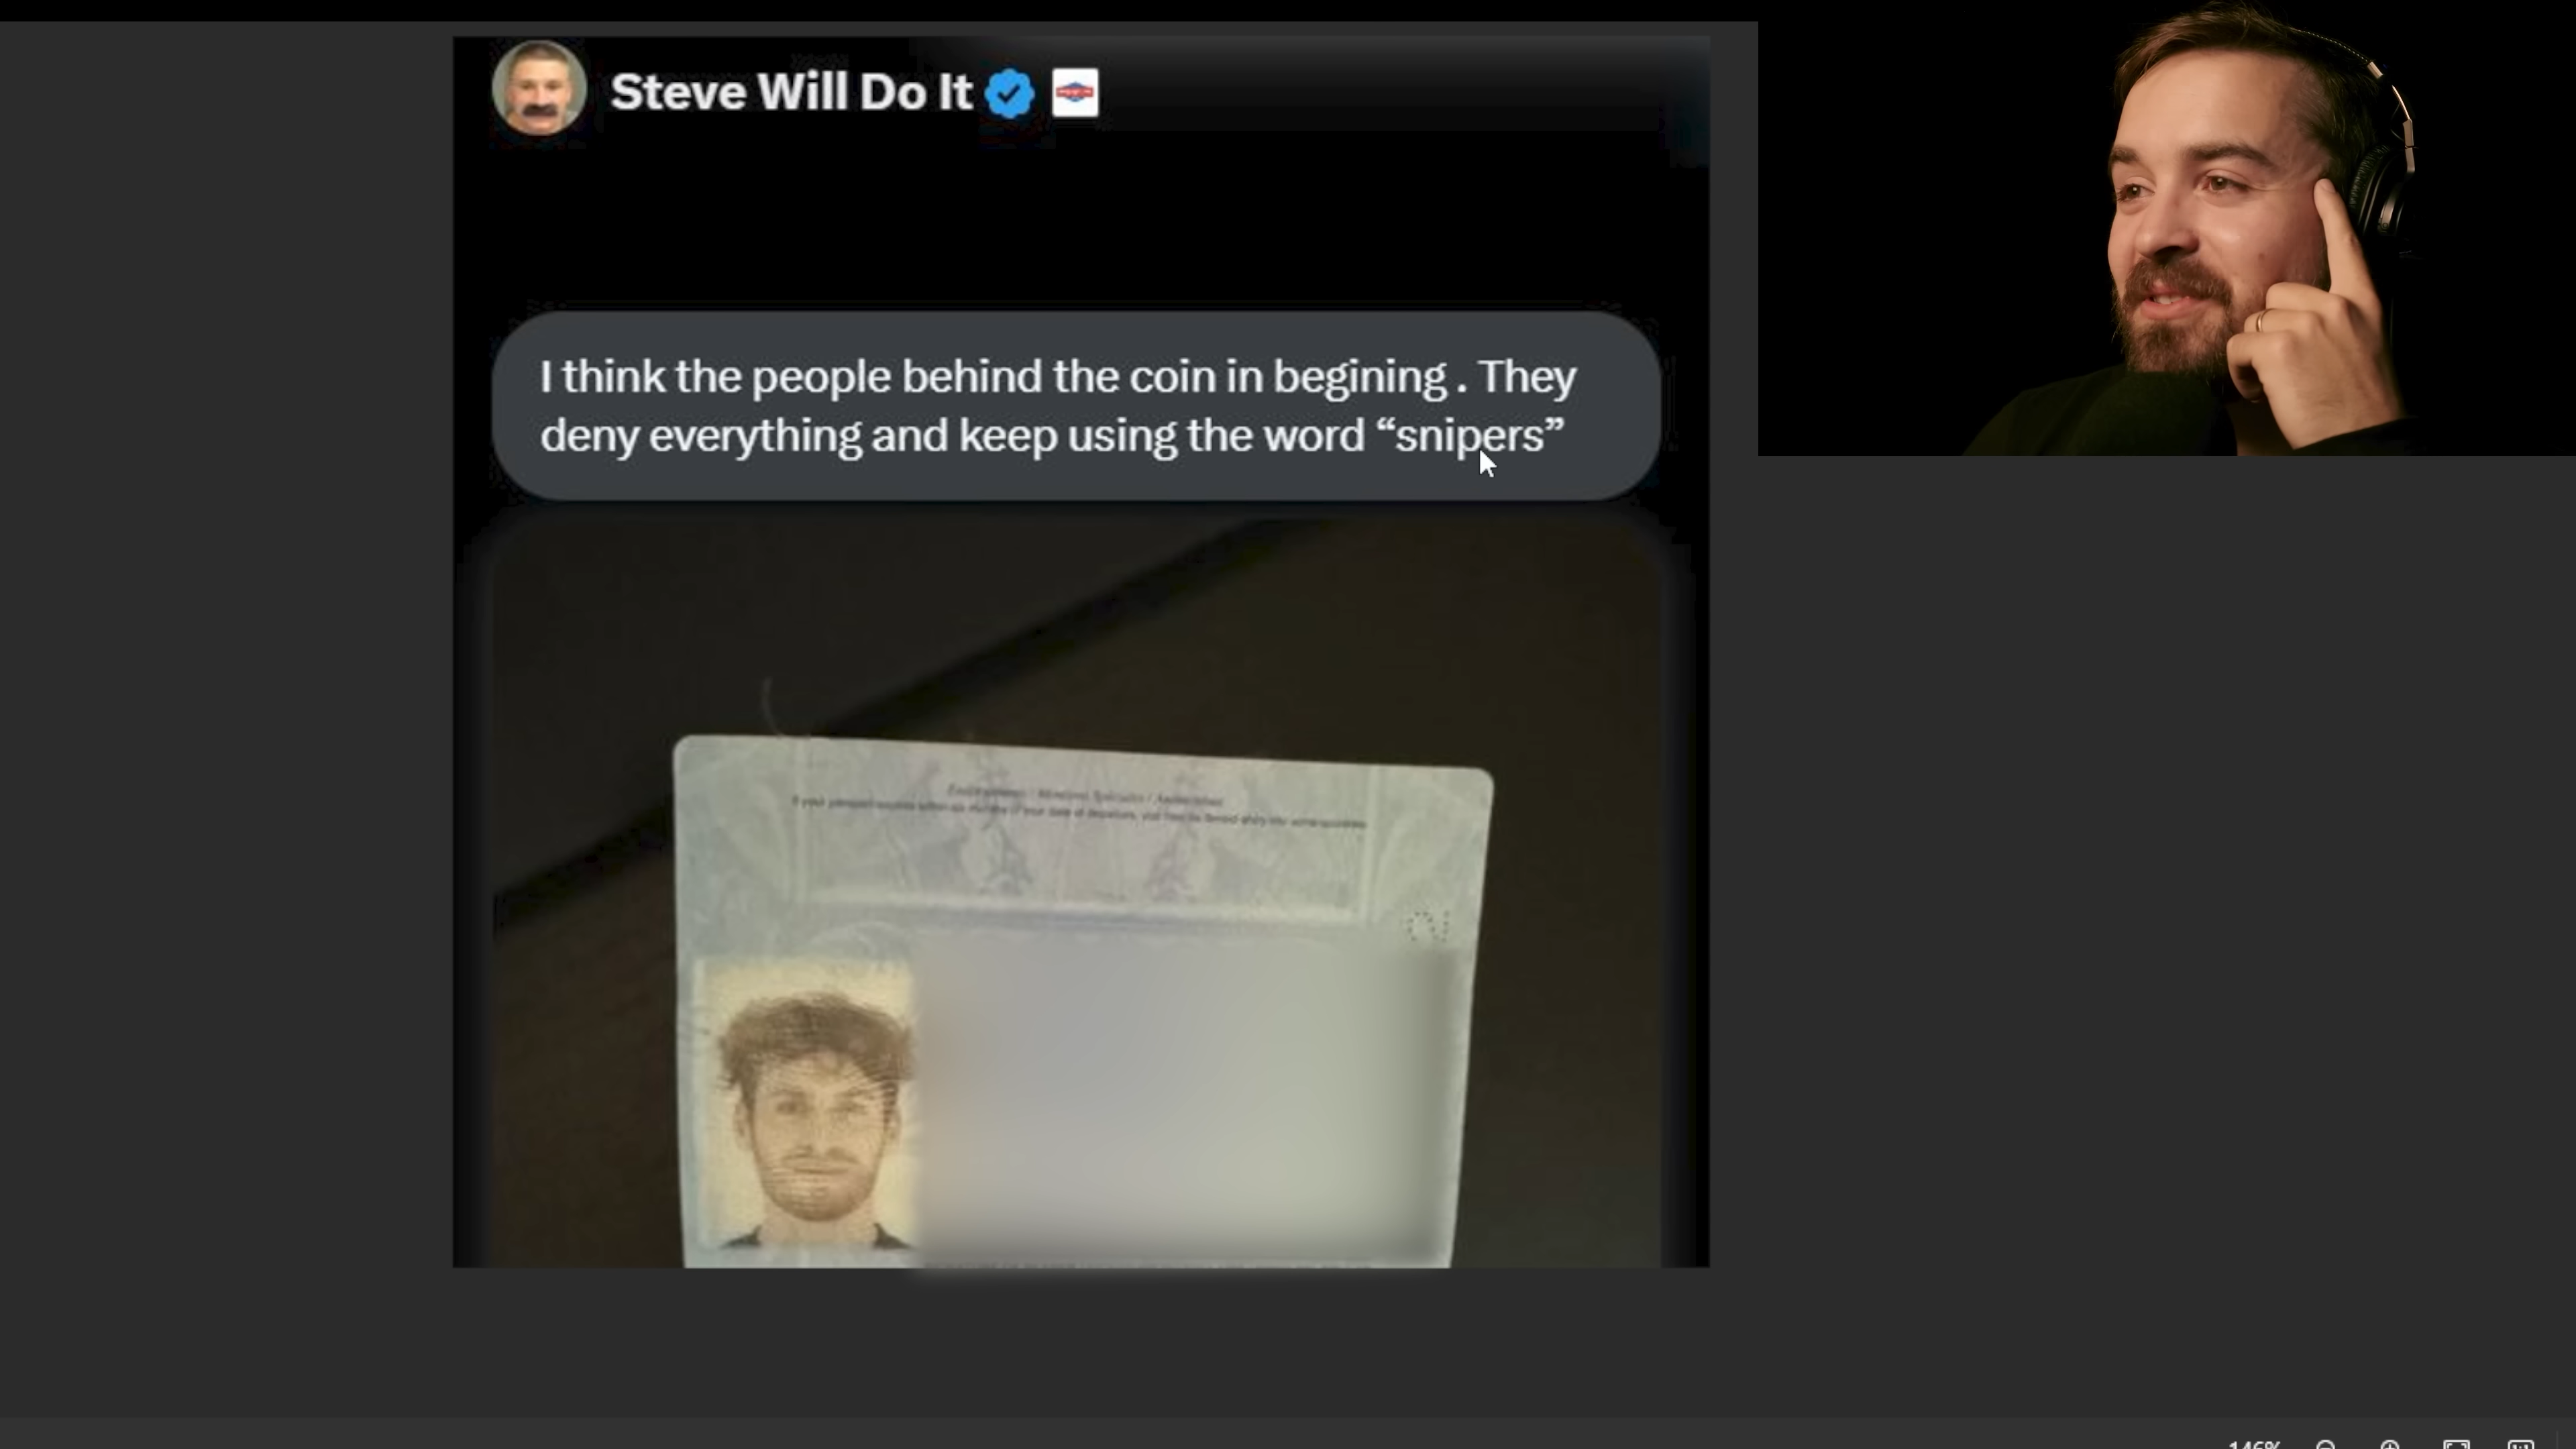 Steve Will Do It
I think the people behind the coin in begining . They
deny everything and keep using the word “snipers”
146%